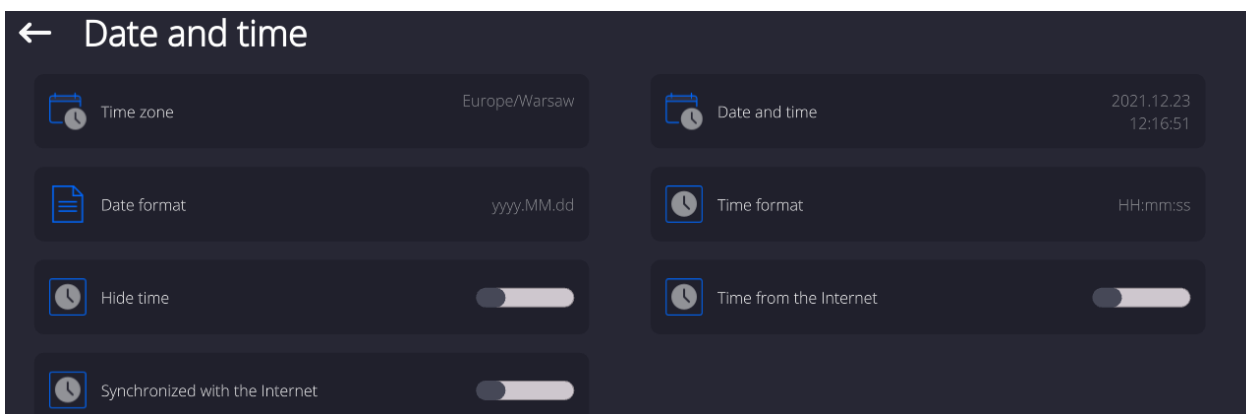 Date and time
Time zone
Europe/Warsaw
Date and time
2021.12.23
12:16:51
Date format
yyyy.MM.dd
Time format
HH:mm:ss
Hide time
Time from the Internet
Synchronized with the Internet